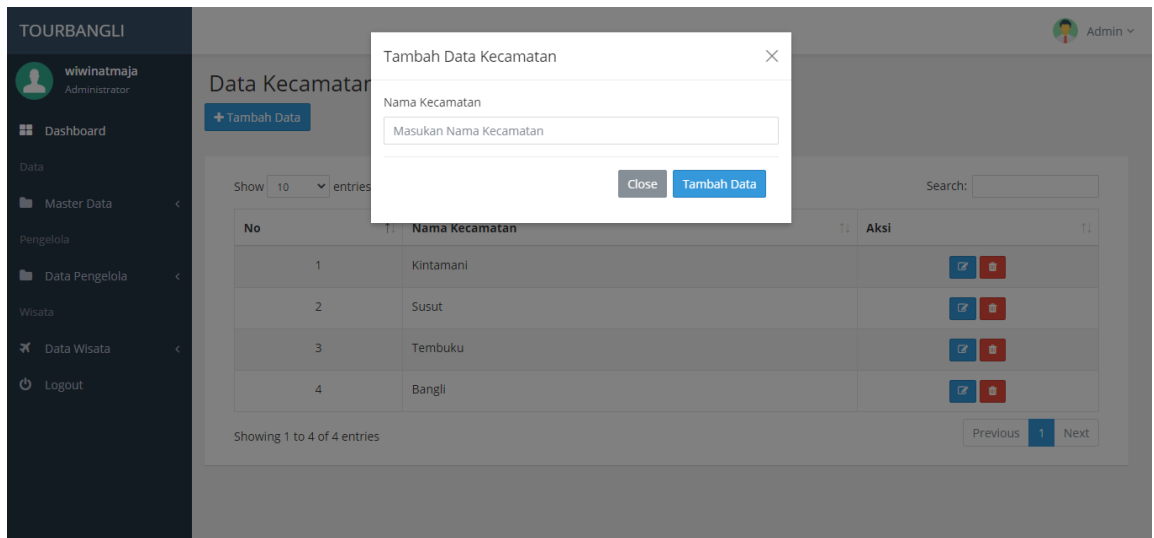 TOURBANGLI
Admin
wiwinatmaja
Administrator
Dashboard
Data
Master Data
Pengelola
Data Pengelola
Wisata
Data Wisata
Logout
Data Kecamatan
Tambah Data
Tambah Data Kecamatan
Nama Kecamatan
Masukan Nama Kecamatan
Close Tambah Data
Show 10 entries
Search:
No Nama Kecamatan Aksi
1 Kintamani
2 Susut
3 Tembuku
4 Bangli
Showing 1 to 4 of 4 entries
Previous 1 Next